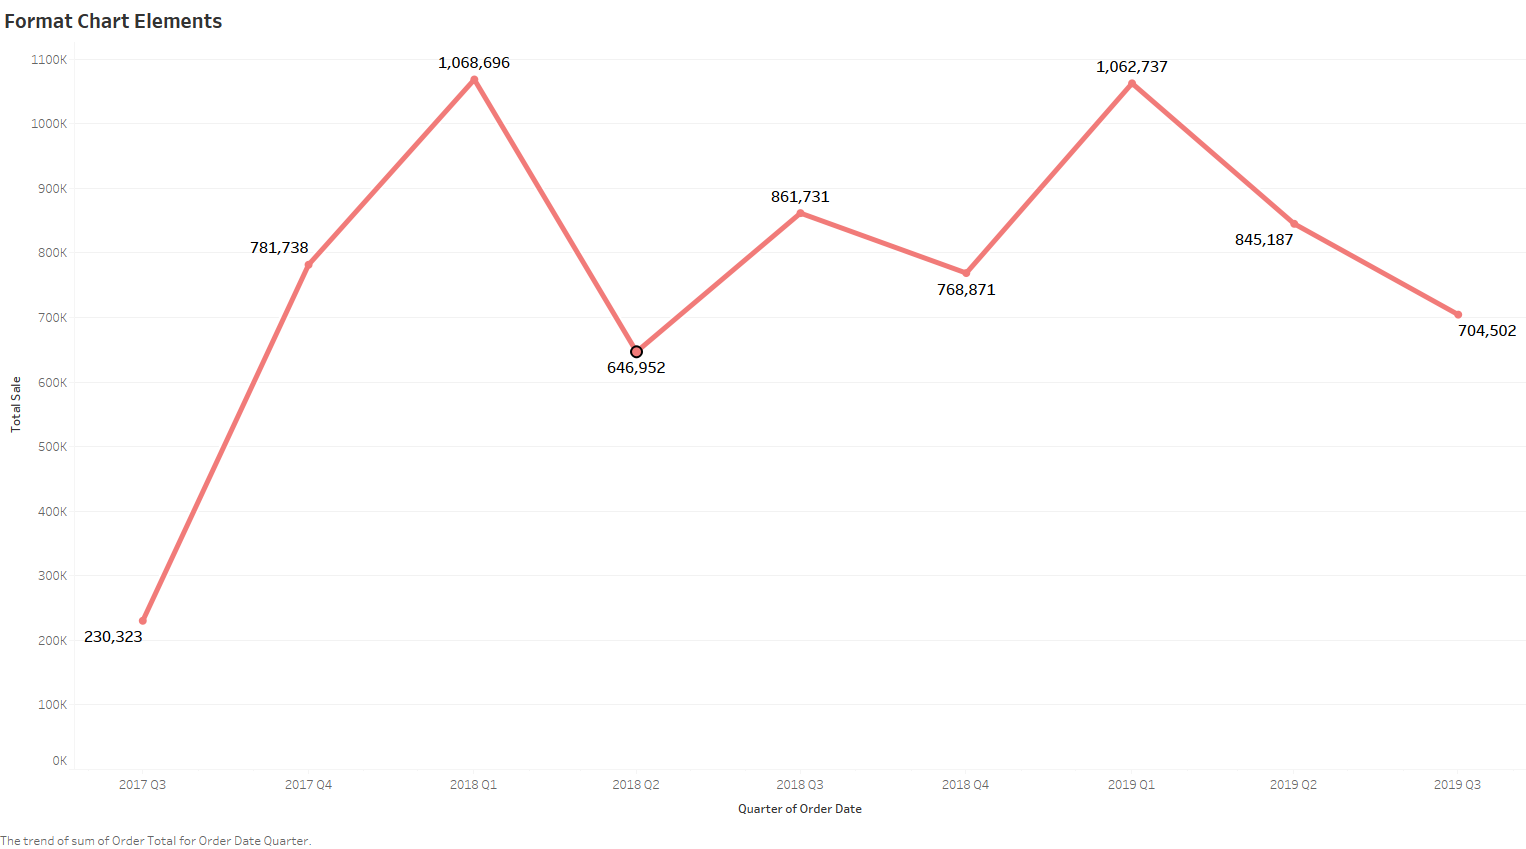 Format Chart Elements
1100K
1000K
900K
800K
700K
600K
500K
400K
300K
200K
100K
0K
Total Sale
230,323
781,738
1,068,696
646,952
861,731
768,871
1,062,737
845,187
704,502
2017 Q3
2017 Q4
2018 Q1
2018 Q2
2018 Q3
2018 Q4
2019 Q1
2019 Q2
2019 Q3
Quarter of Order Date
The trend of sum of Order Total for Order Date Quarter.